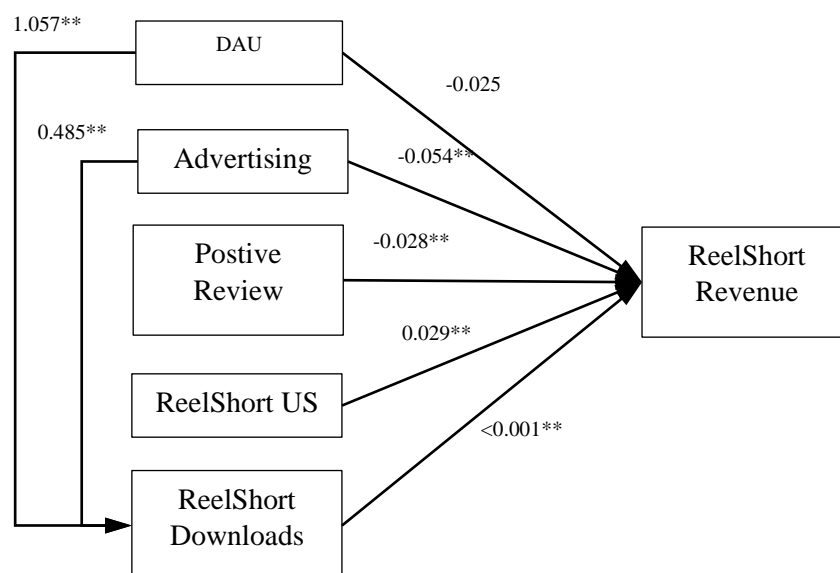 1.057**
DAU
-0.025
0.485**
Advertising
-0.054**
Postive
Review
-0.028**
ReelShort
Revenue
0.029**
ReelShort US
<0.001**
ReelShort
Downloads